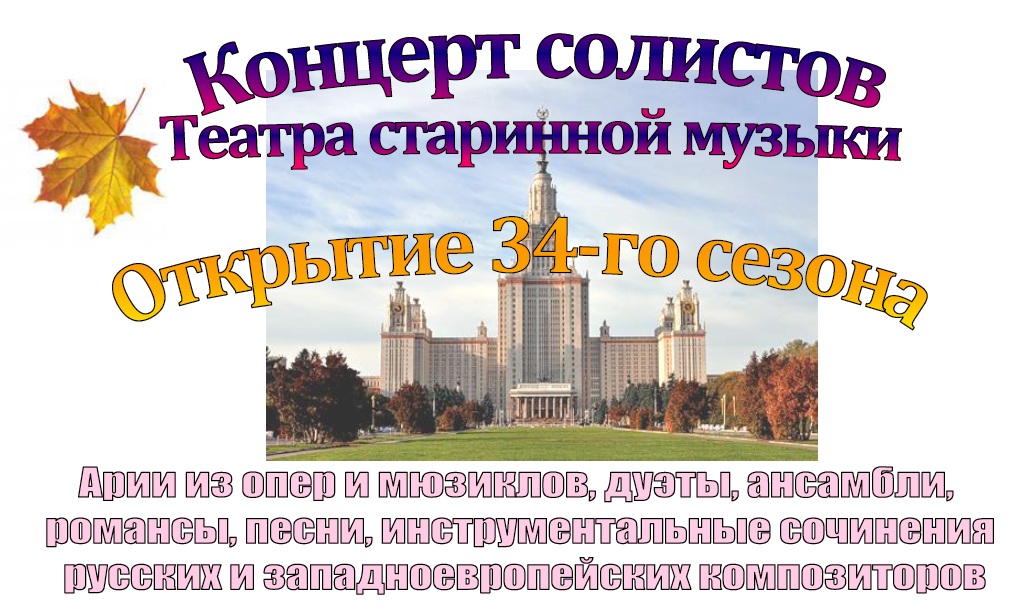 Концерт солистов
Театра старинной музыки
Открытие 34-го сезона
Арии из опер и мюзиклов, дуэты, ансамбли,
романсы, песни, инструментальные сочинения
русских и западноевропейских композиторов